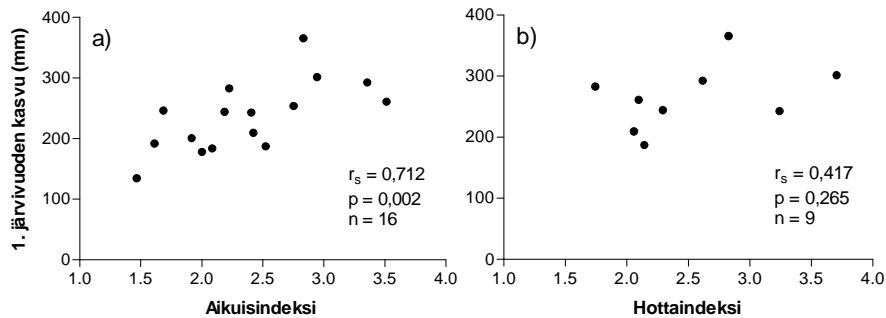 1. järvivuoden kasvu (mm)
a)
400
300
200
100
0
r_s = 0,712
p = 0,002
n = 16
1.0 1.5 2.0 2.5 3.0 3.5 4.0
Aikuisindeksi
b)
400
300
200
100
0
r_s = 0,417
p = 0,265
n = 9
1.0 1.5 2.0 2.5 3.0 3.5 4.0
Hottaindeksi